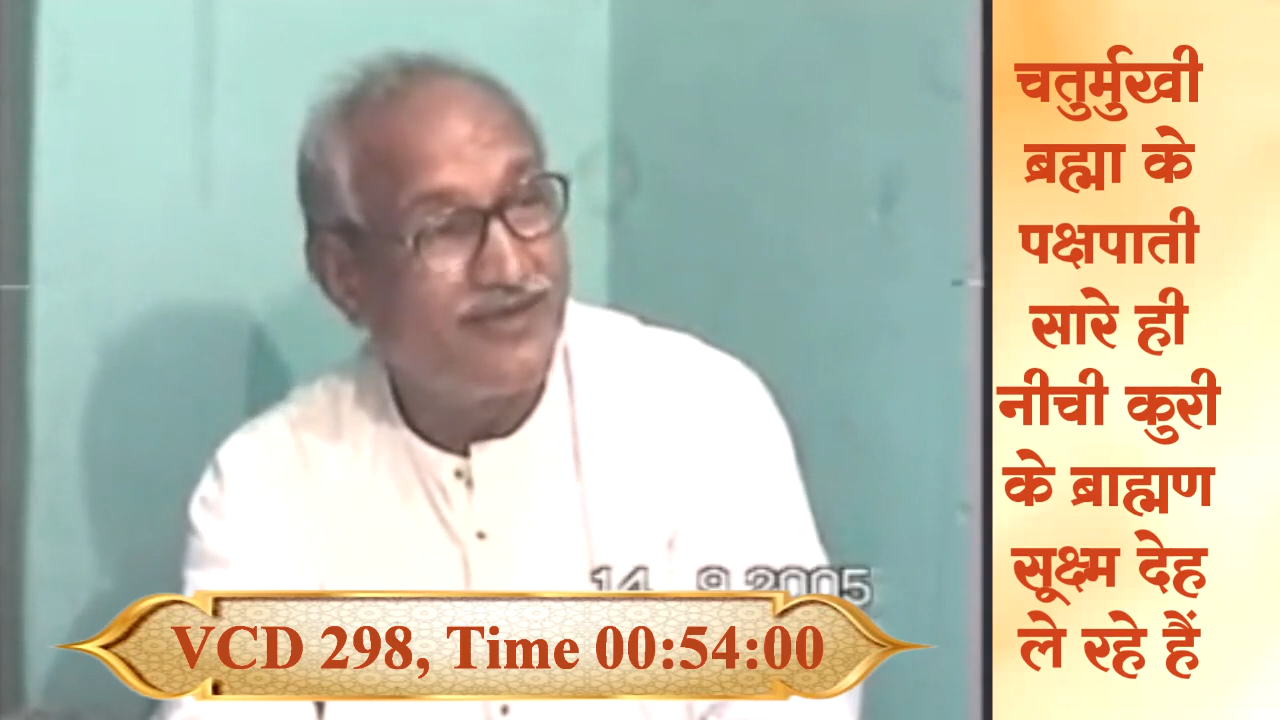 चतुर्मुखी
ब्रह्मा के
पक्षपाती
सारे ही
नीची कुरी
के ब्राह्मण
सूक्ष्म देह
ले रहे हैं
14 9 2005
VCD 298, Time 00:54:00